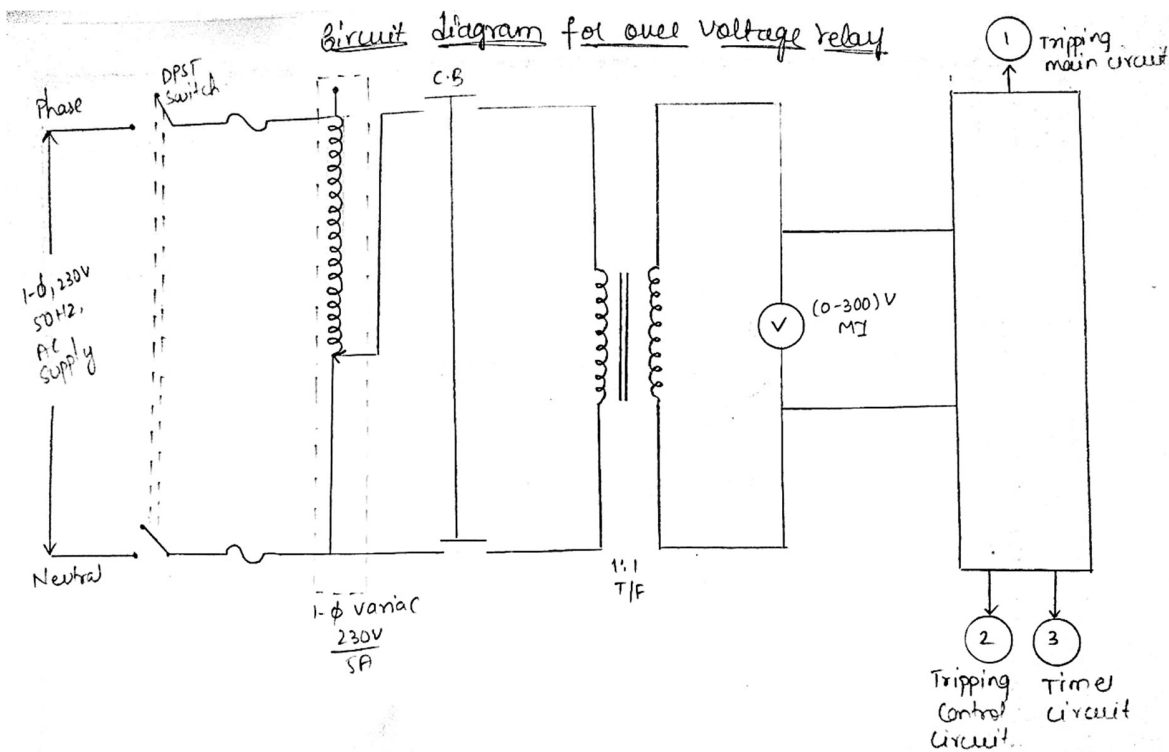 Circuit diagram for over Voltage relay
1
Tripping
main circuit
DPST
Switch
C.B
Phase
1-ϕ, 230V
50HZ,
AC
Supply
(0-300)V
V
MI
Neutral
1:1
T/F
1-ϕ variac
230V
5A
2
3
Tripping
Control
circuit.
Timer
circuit